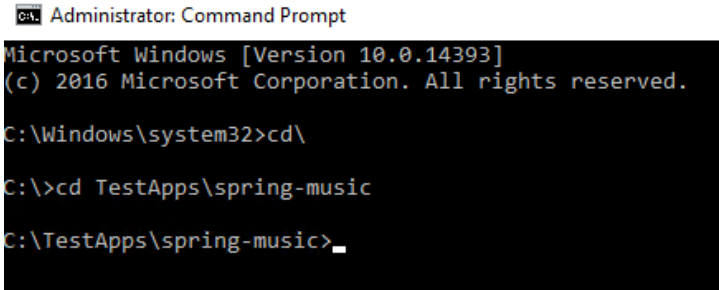 Administrator: Command Prompt
Microsoft Windows [Version 10.0.14393]
(c) 2016 Microsoft Corporation. All rights reserved.
C:\Windows\system32>cd\
C:\>cd TestApps\spring-music
C:\TestApps\spring-music>